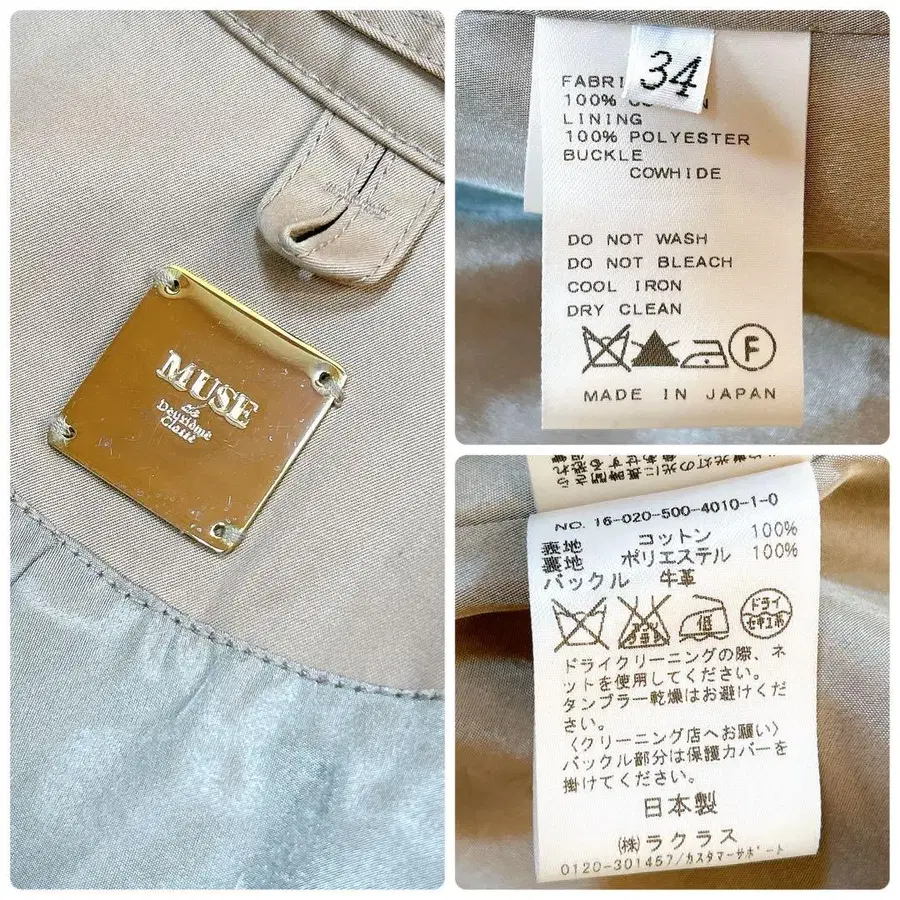 MUSE
de
Deuxième
Classe
34
FABRI
100%
LINING
100% POLYESTER
BUCKLE
COWHIDE
DO NOT WASH
DO NOT BLEACH
COOL IRON
DRY CLEAN
F
MADE IN JAPAN
NO. 16-020-500-4010-1-0
コットン 100%
ポリエステル 100%
バックル 牛革
低 ドライ
セキユ系
ドライクリーニングの際、ネ
ットを使用してください。
タンブラー乾燥はお避けくだ
さい。
〈クリーニング店へお願い〉
バックル部分は保護カバーを
掛けてください。
日本製
(株)ラクラス
0120-301457/カスタマーサポート